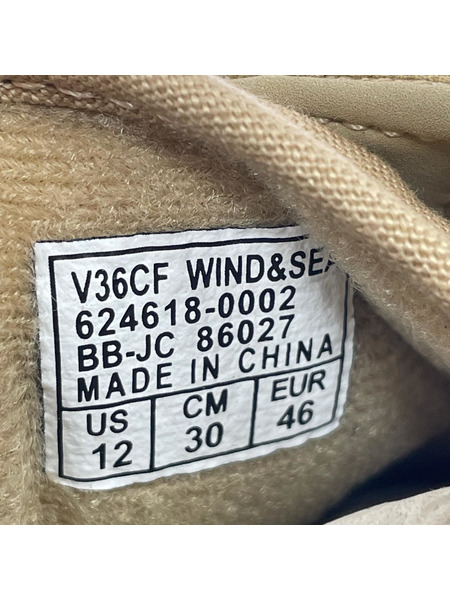 V36CF WIND&SEA
624618-0002
BB-JC 86027
MADE IN CHINA
US CM EUR
12 30 46